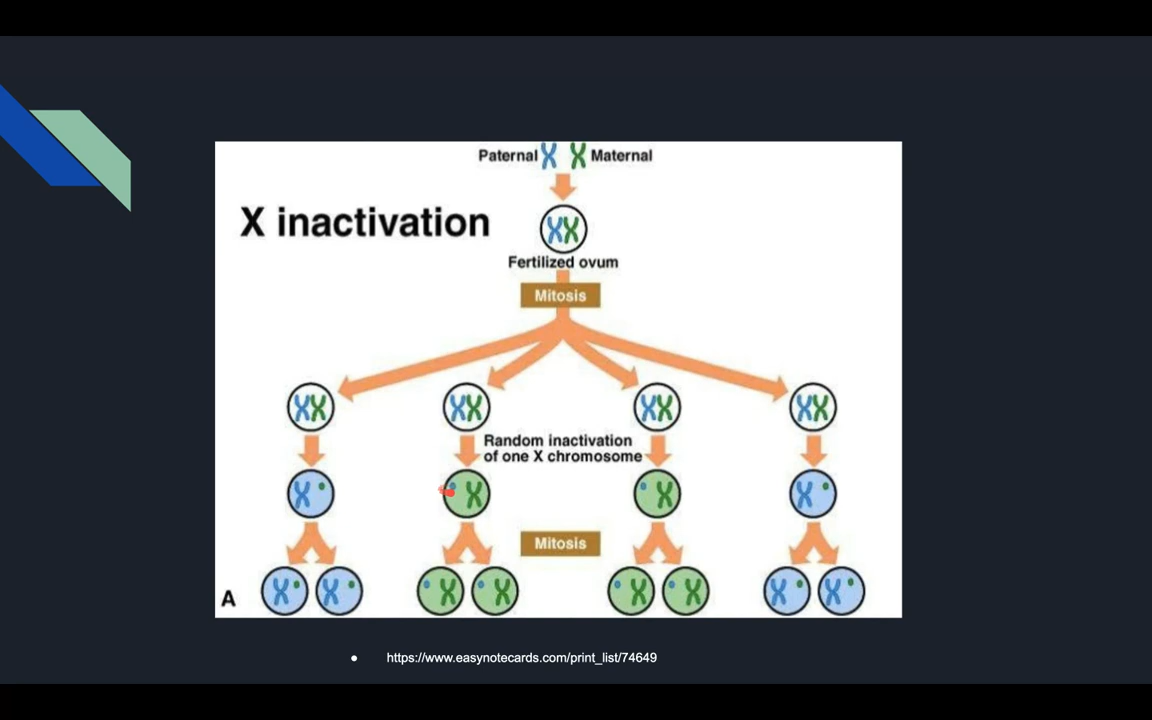 Paternal Maternal
X inactivation
Fertilized ovum
Mitosis
Random inactivation
of one X chromosome
Mitosis
A
● https://www.easynotecards.com/print_list/74649